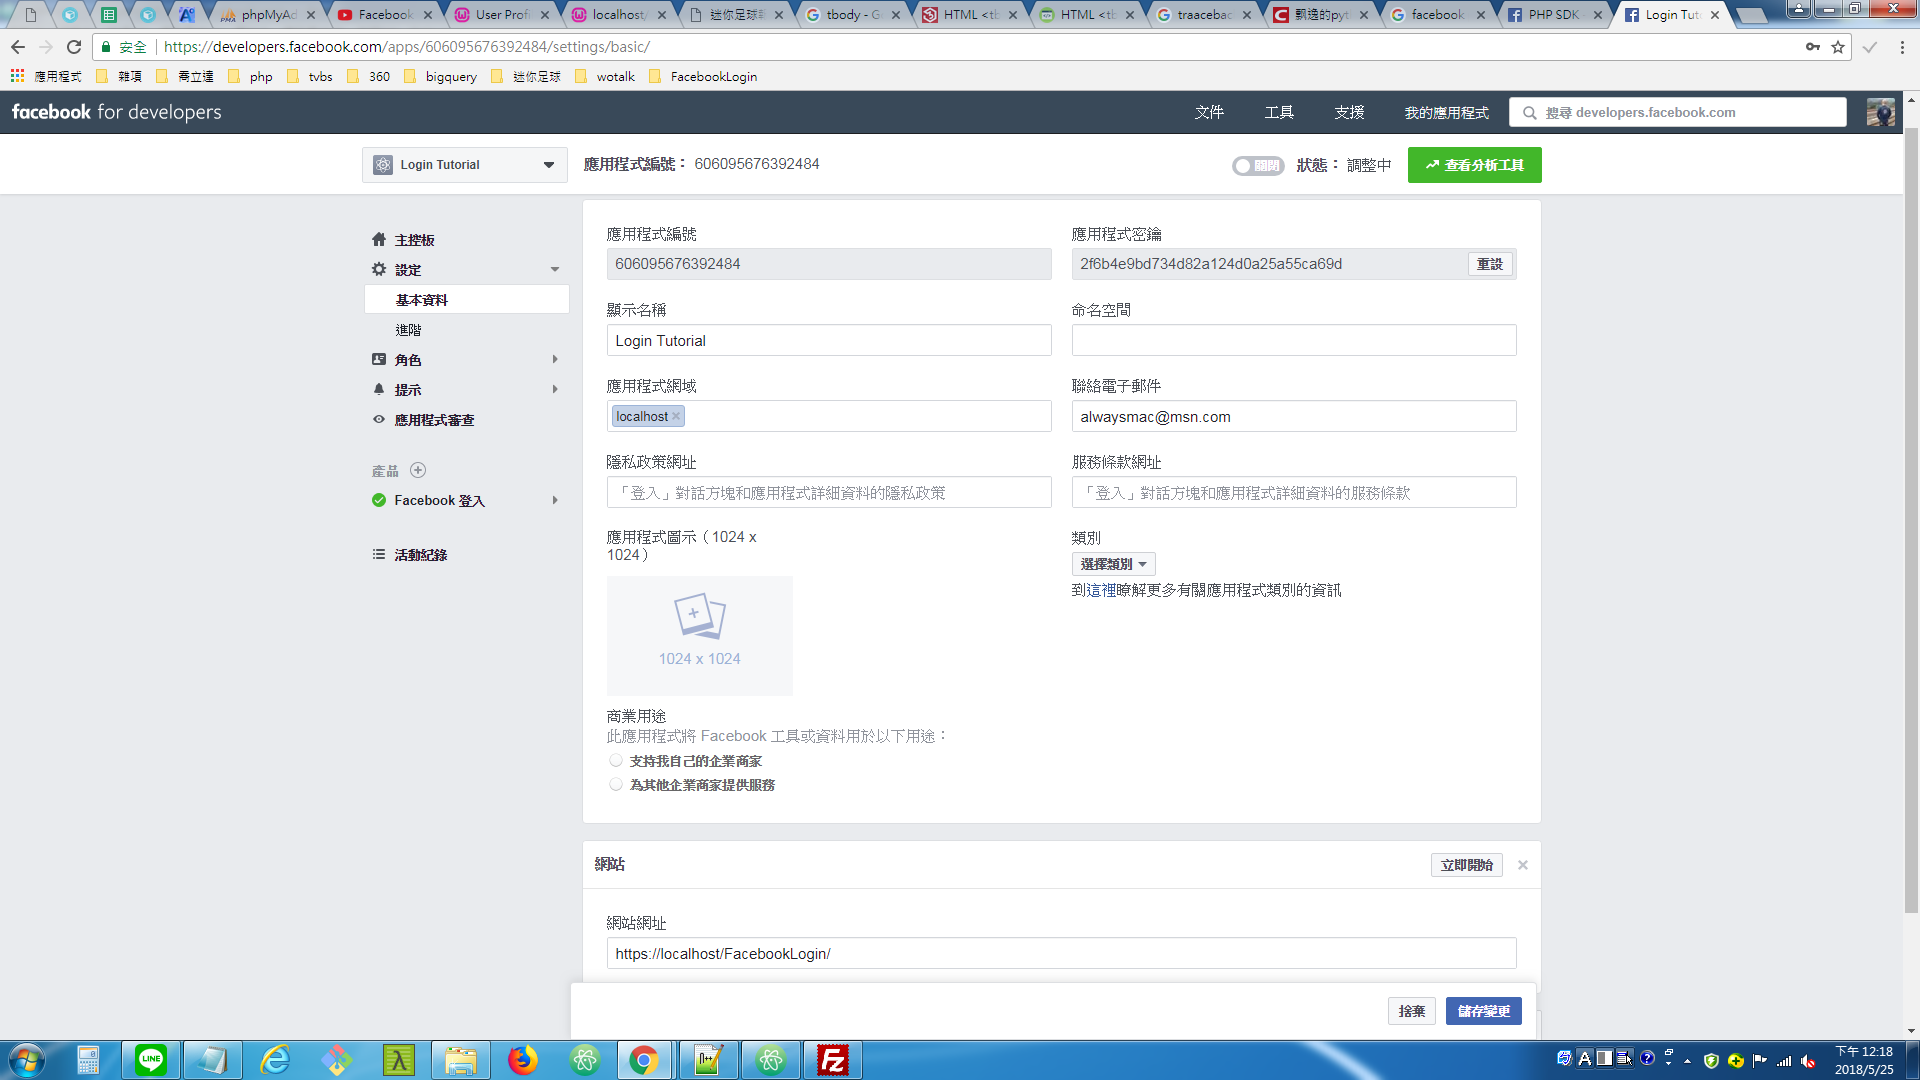 phpMyAd
Facebook
User Profi
localhost/
迷你足球
tbody - G
HTML <tb
HTML <tb
traacebac
飘逸的pyt
facebook
PHP SDK -
Login Tut
安全
https://developers.facebook.com/apps/606095676392484/settings/basic/
應用程式 雜項 喬立達 php tvbs 360 bigquery 迷你足球 wotalk FacebookLogin
facebook for developers
文件 工具 支援 我的應用程式 搜尋 developers.facebook.com
Login Tutorial
應用程式編號: 606095676392484
關閉
狀態: 調整中
查看分析工具
主控板
設定
基本資料
進階
角色
提示
應用程式審查
產品
Facebook 登入
活動紀錄
應用程式編號
606095676392484
應用程式密鑰
2f6b4e9bd734d82a124d0a25a55ca69d
重設
顯示名稱
Login Tutorial
命名空間
應用程式網域
localhost
聯絡電子郵件
alwaysmac@msn.com
隱私政策網址
「登入」對話方塊和應用程式詳細資料的隱私政策
服務條款網址
「登入」對話方塊和應用程式詳細資料的服務條款
應用程式圖示(1024 x
1024)
1024 x 1024
類別
選擇類別
到這裡瞭解更多有關應用程式類別的資訊
商業用途
此應用程式將 Facebook 工具或資料用於以下用途:
支持我自己的企業商家
為其他企業商家提供服務
網站
立即開始
網站網址
https://localhost/FacebookLogin/
捨棄
儲存變更
LINE
下午 12:18
2018/5/25